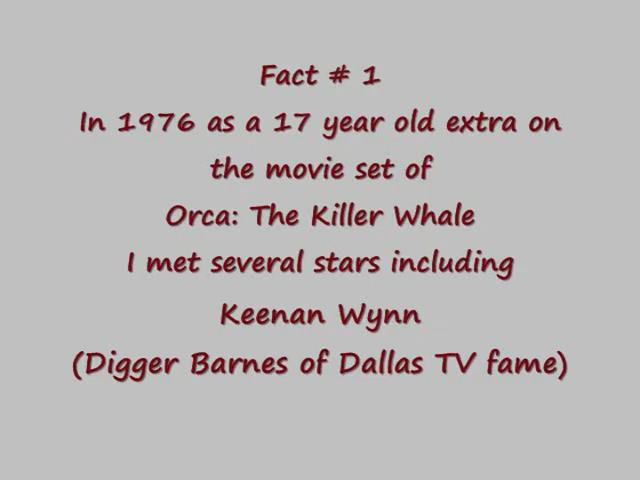 Fact # 1
In 1976 as a 17 year old extra on
the movie set of
Orca: The Killer Whale
I met several stars including
Keenan Wynn
(Digger Barnes of Dallas TV fame)